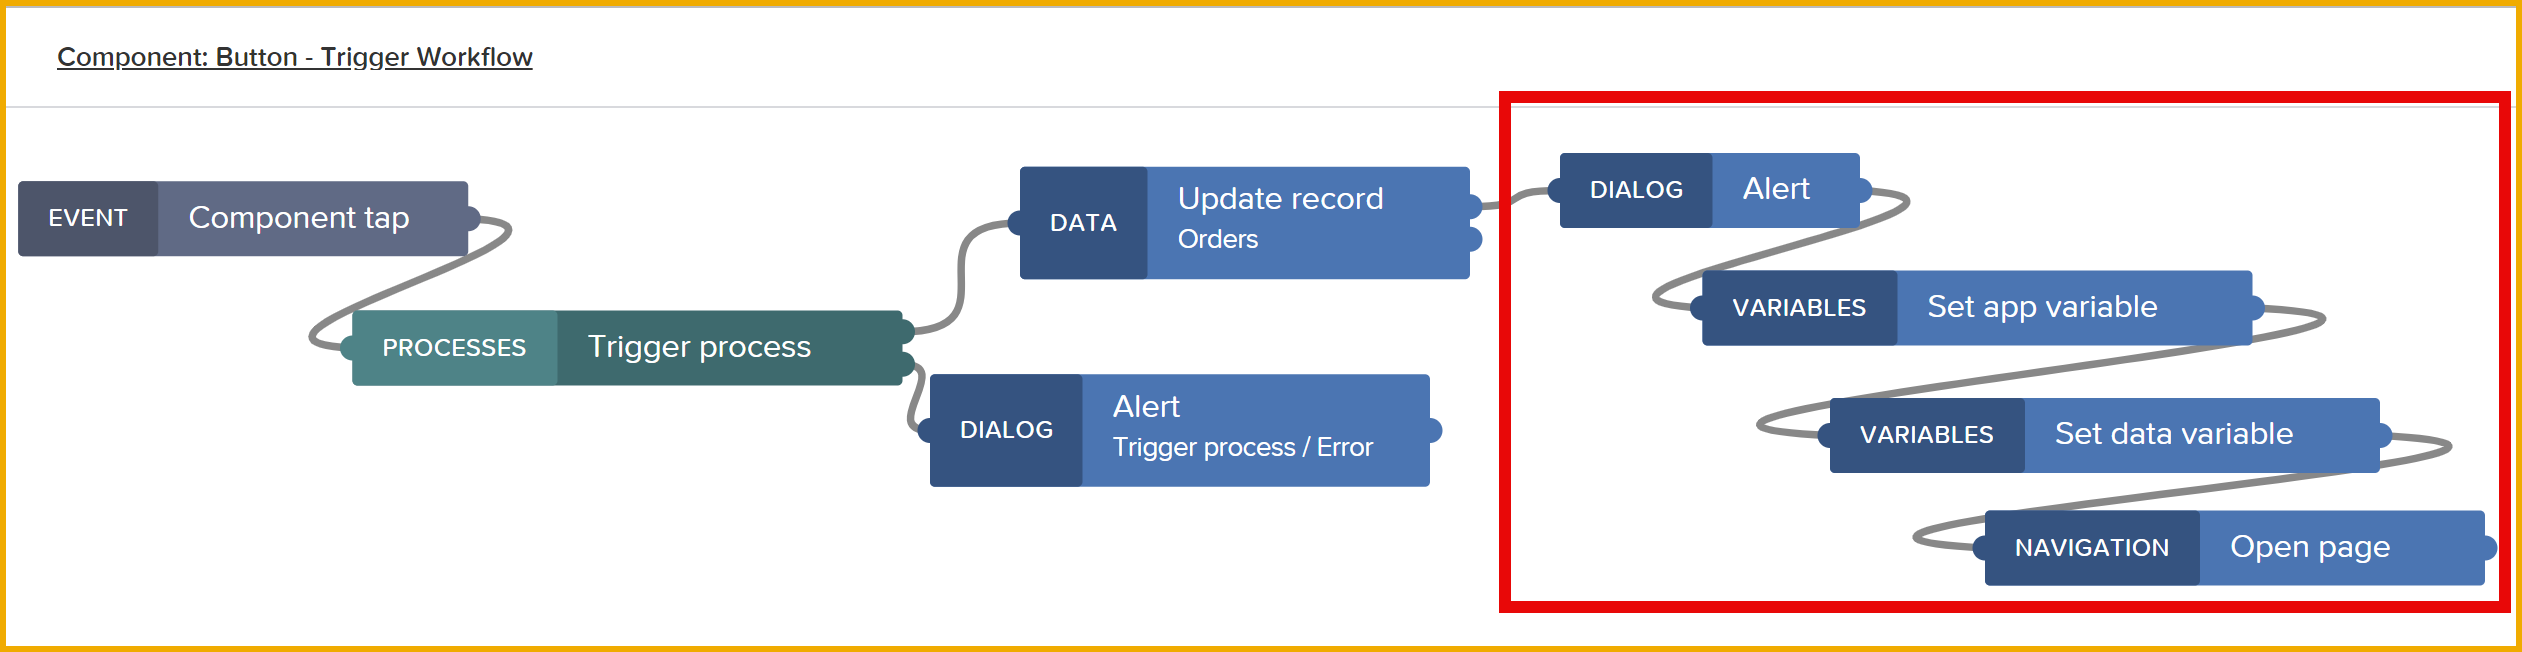 Component: Button - Trigger Workflow
EVENT
Component tap
PROCESSES
Trigger process
DATA
Update record
Orders
DIALOG
Alert
Trigger process / Error
DIALOG
Alert
VARIABLES
Set app variable
VARIABLES
Set data variable
NAVIGATION
Open page